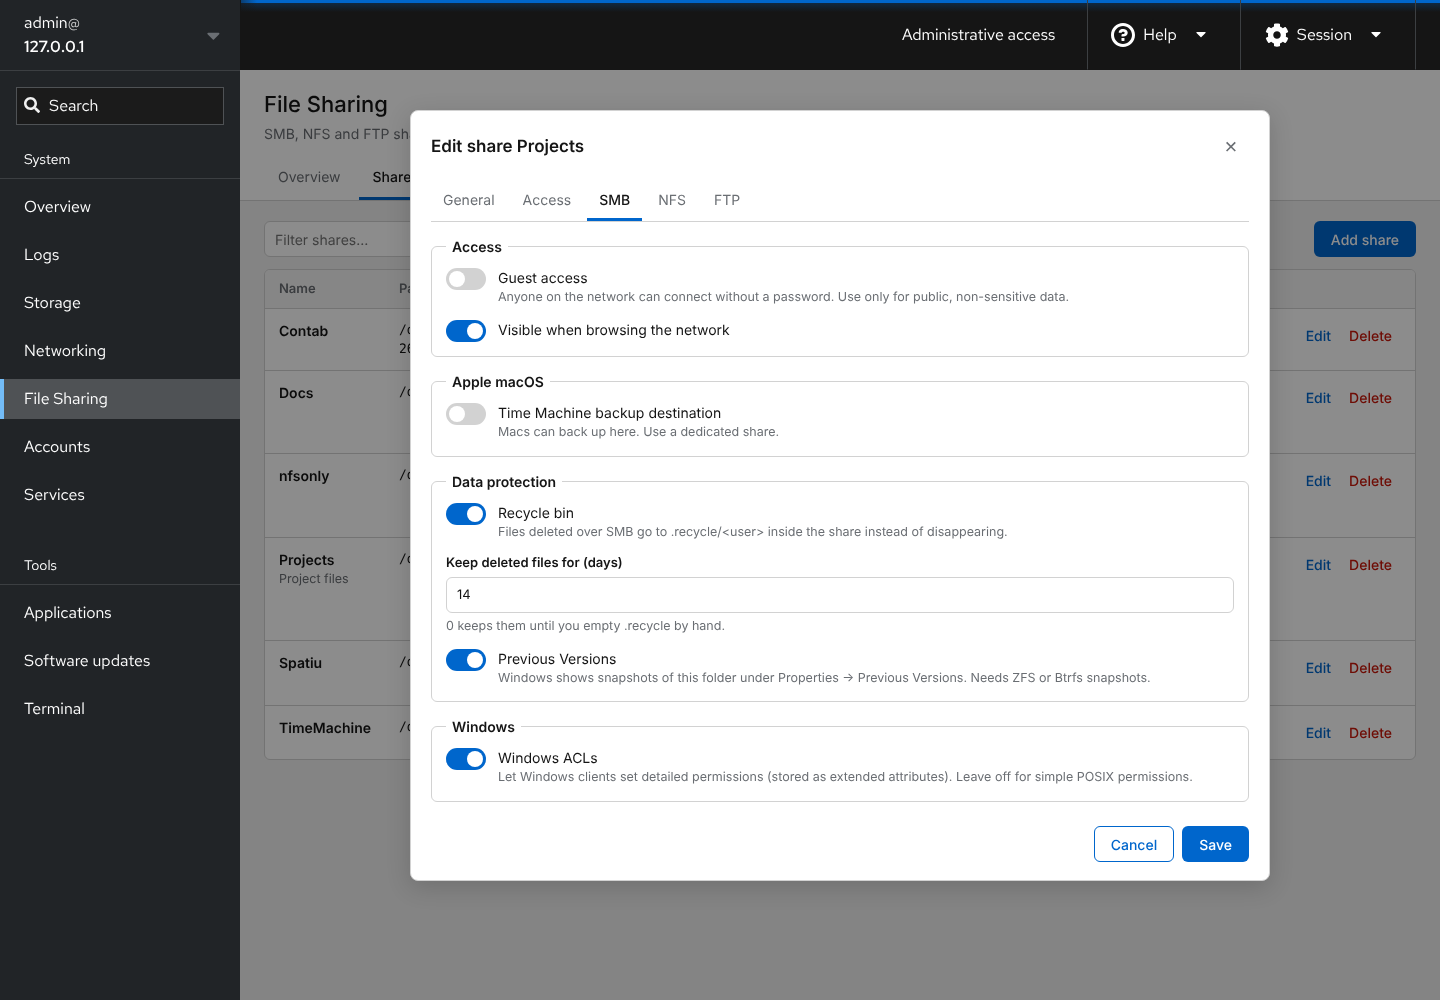 admin@
127.0.0.1
Administrative access
Help
Session
Search
System
Overview
Logs
Storage
Networking
File Sharing
Accounts
Services
Tools
Applications
Software updates
Terminal
File Sharing
SMB, NFS and FTP sh
Overview
Share
Filter shares...
Add share
Name
Pa
Contab
/d
26
Edit
Delete
Docs
/d
Edit
Delete
nfsonly
/d
Edit
Delete
Projects
Project files
/d
Edit
Delete
Spatiu
/d
Edit
Delete
TimeMachine
/d
Edit
Delete
Edit share Projects
General
Access
SMB
NFS
FTP
Access
Guest access
Anyone on the network can connect without a password. Use only for public, non-sensitive data.
Visible when browsing the network
Apple macOS
Time Machine backup destination
Macs can back up here. Use a dedicated share.
Data protection
Recycle bin
Files deleted over SMB go to .recycle/<user> inside the share instead of disappearing.
Keep deleted files for (days)
14
0 keeps them until you empty .recycle by hand.
Previous Versions
Windows shows snapshots of this folder under Properties → Previous Versions. Needs ZFS or Btrfs snapshots.
Windows
Windows ACLs
Let Windows clients set detailed permissions (stored as extended attributes). Leave off for simple POSIX permissions.
Cancel
Save